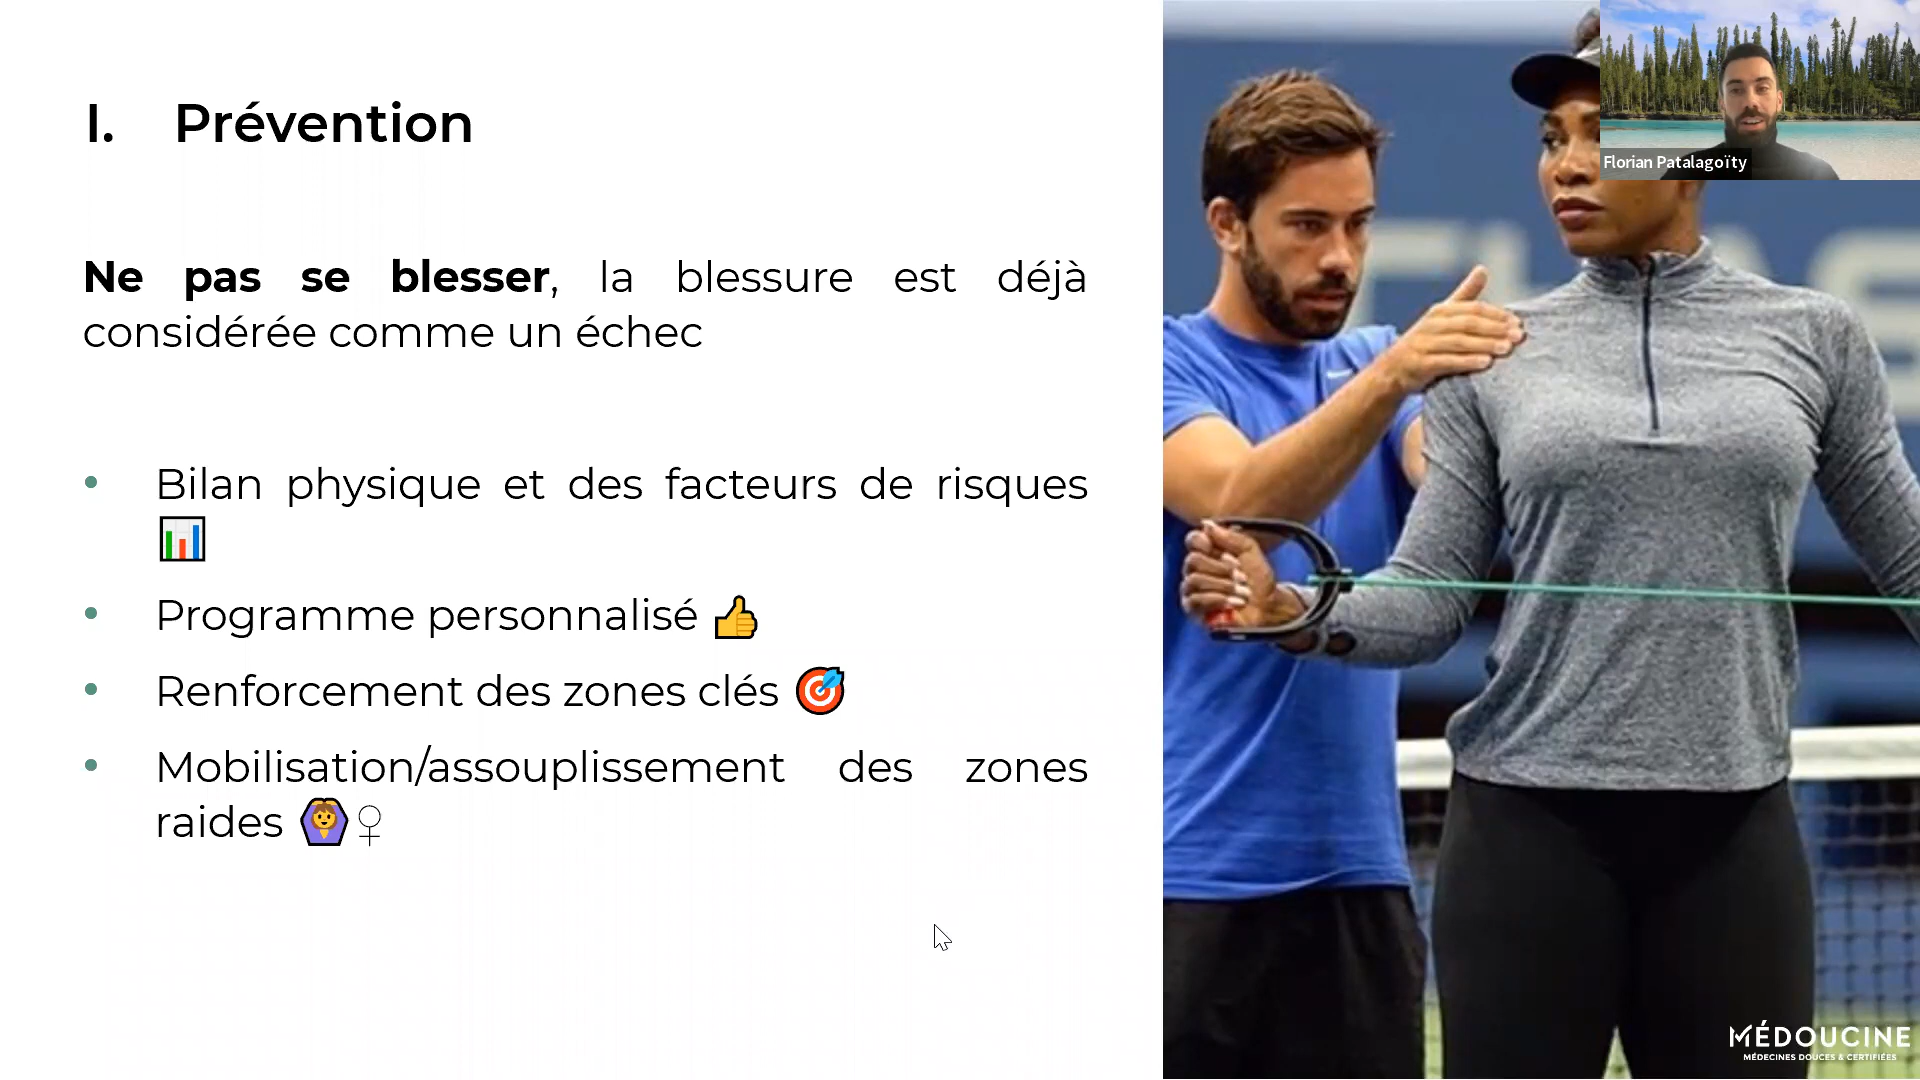 I. Prévention
Ne pas se blesser, la blessure est déjà
considérée comme un échec
• Bilan physique et des facteurs de risques
📊
• Programme personnalisé 👍
• Renforcement des zones clés 🎯
• Mobilisation/assouplissement des zones
raides 🙆♀
Florian Patalagoïty
MÉDOUCINE
MÉDECINES DOUCES & CERTIFIÉES